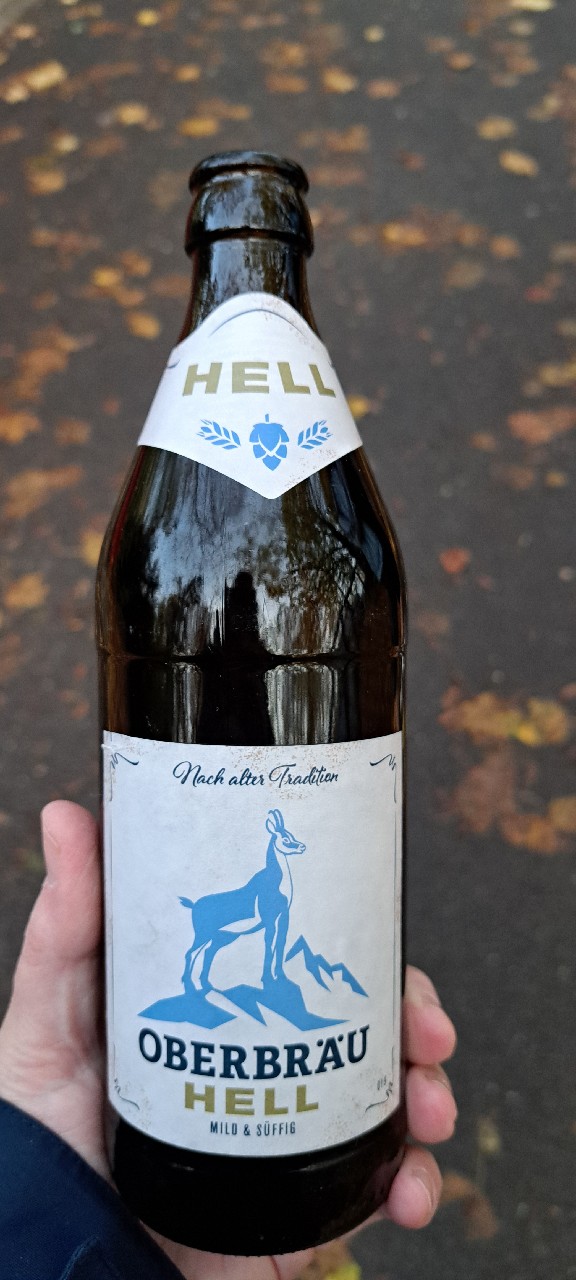 HELL
Nach alter Tradition
OBERBRÄU
HELL
MILD & SÜFFIG